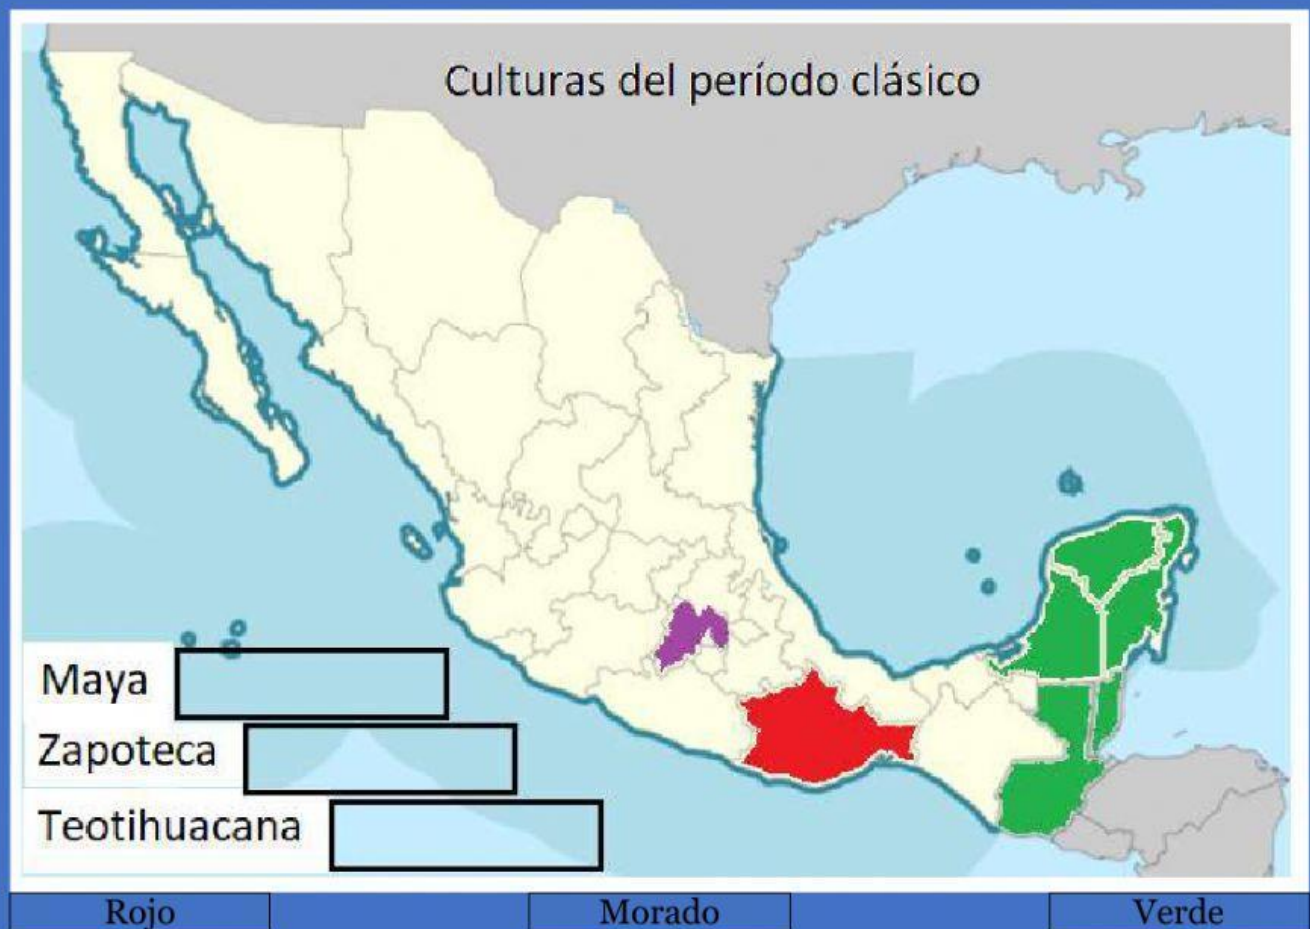 Culturas del período clásico
Maya
Zapoteca
Teotihuacana
Rojo Morado Verde